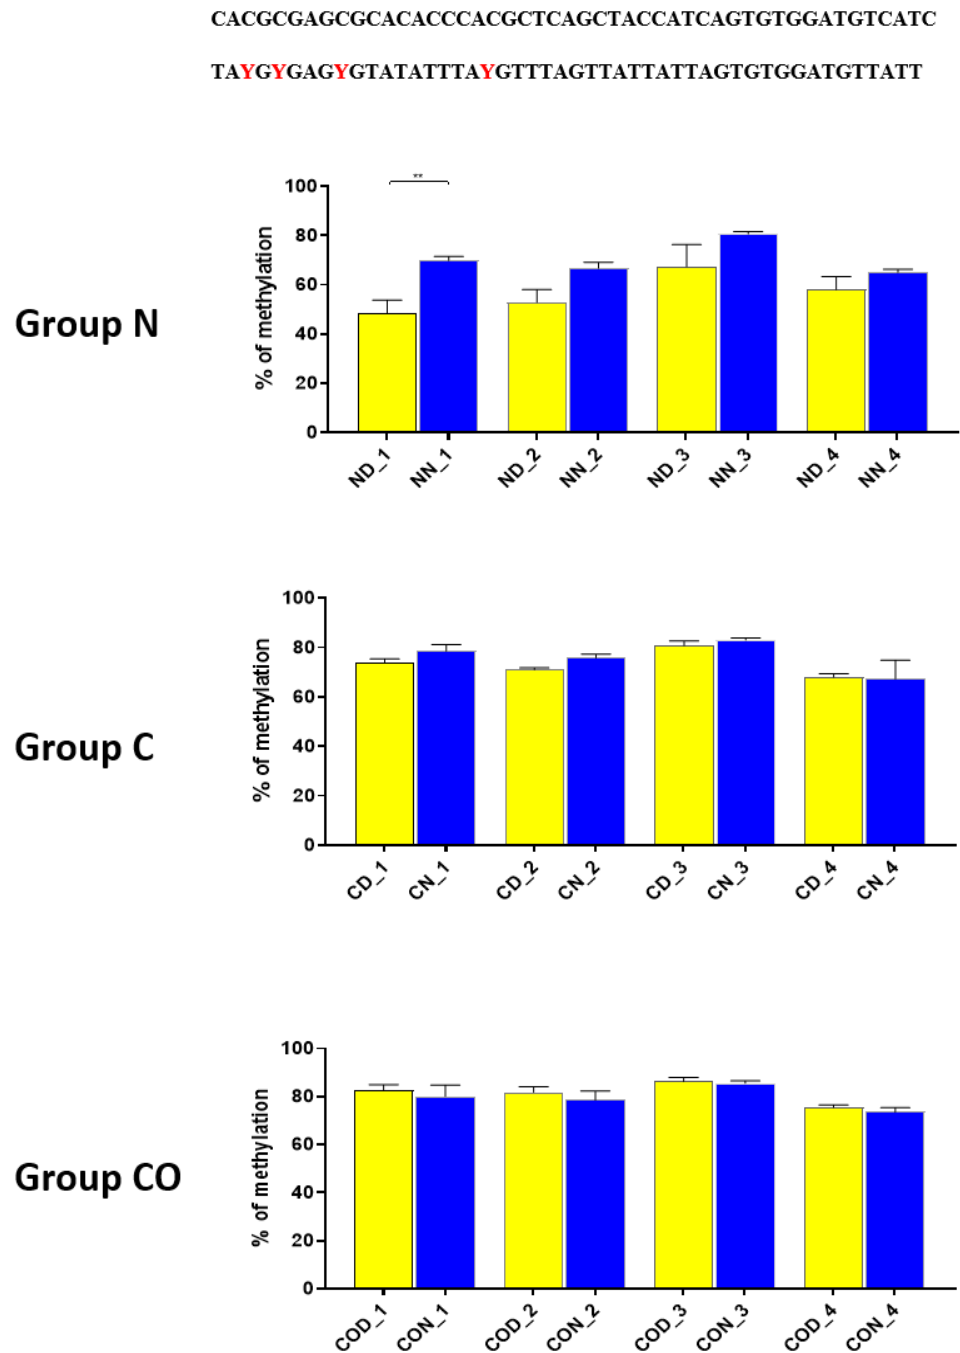 CACGCGAGCGCACACCCACGCTCAGCTACCATCAGTGTGGATGTCATC
TAYGYGAGYGTATATTTAYGTTTAGTTATTATTAGTGTGGATGTTATT
Group N
% of methylation
100
80
60
40
20
0
**
ND_1 NN_1 ND_2 NN_2 ND_3 NN_3 ND_4 NN_4
Group C
% of methylation
100
80
60
40
20
0
CD_1 CN_1 CD_2 CN_2 CD_3 CN_3 CD_4 CN_4
Group CO
% of methylation
100
80
60
40
20
0
COD_1 CON_1 COD_2 CON_2 COD_3 CON_3 COD_4 CON_4